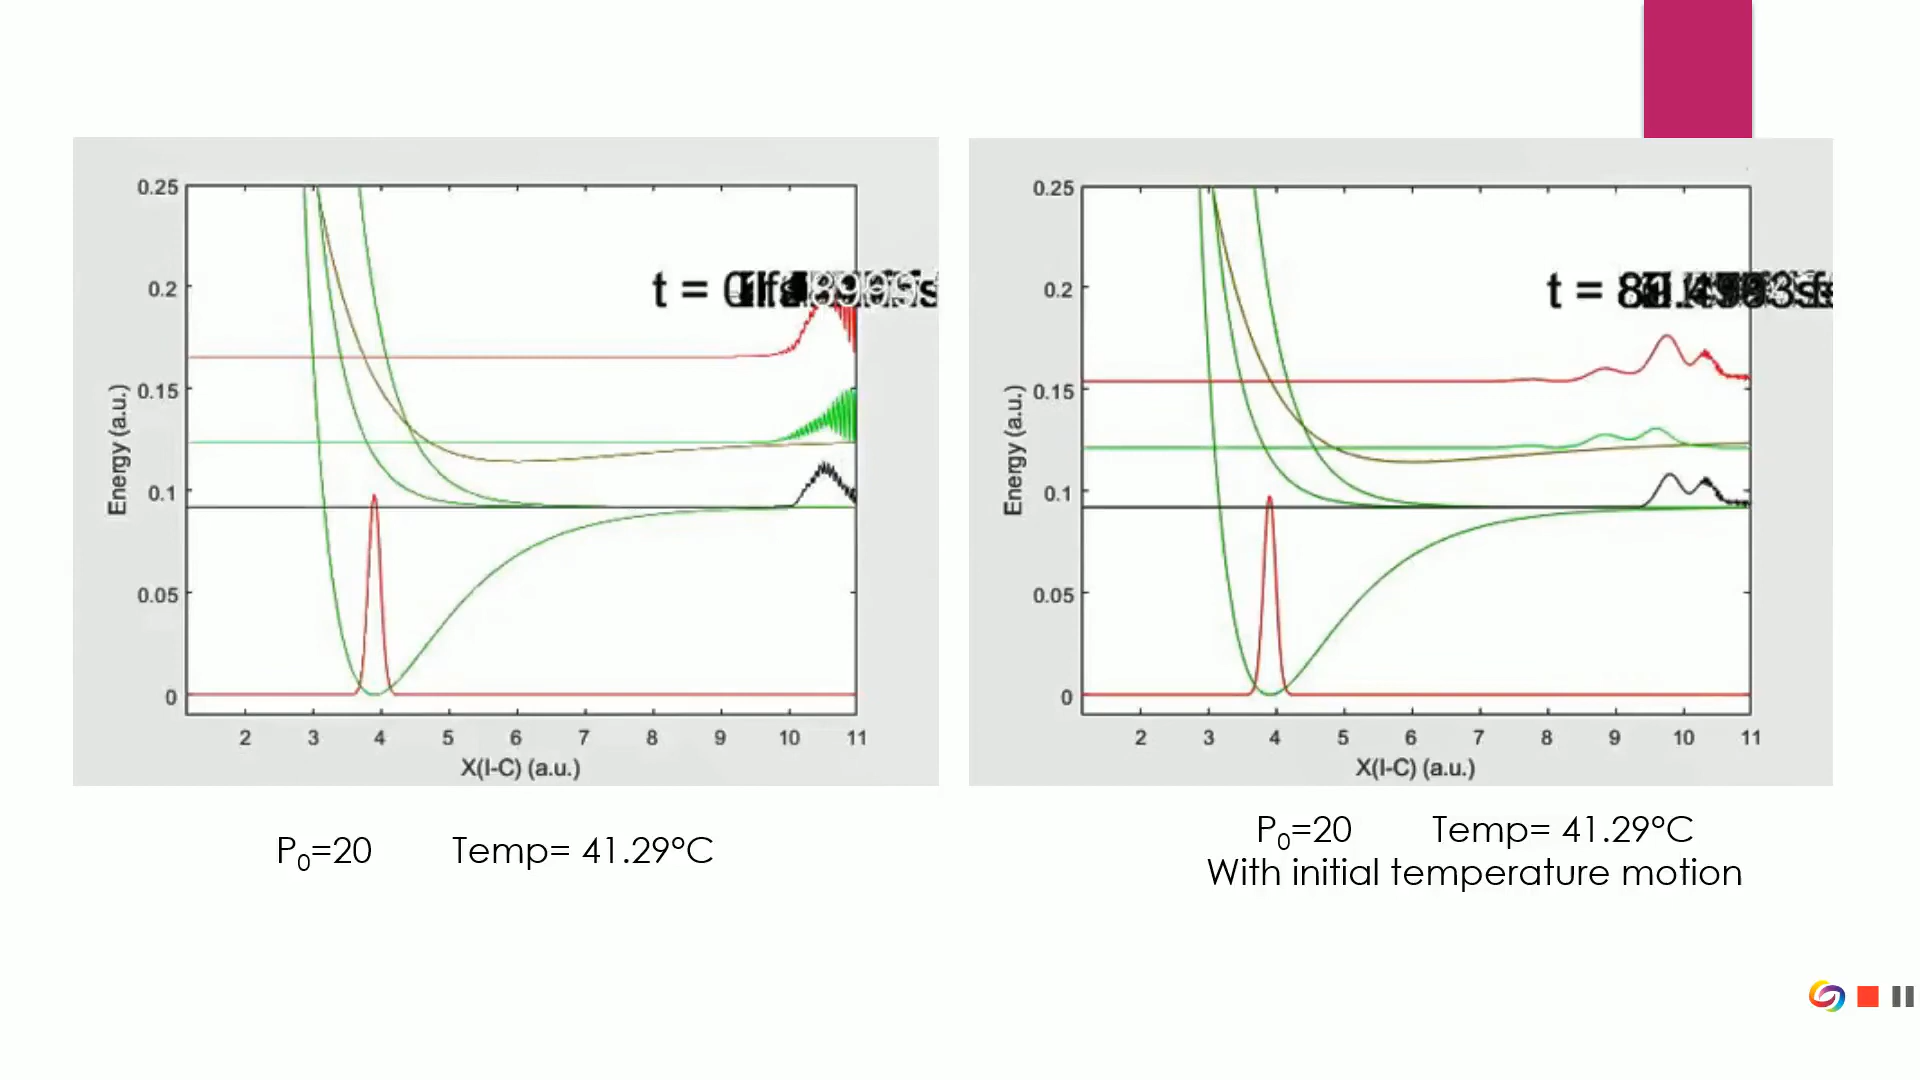 0.25
0.2
0.15
0.1
0.05
0
Energy (a.u.)
2 3 4 5 6 7 8 9 10 11
X(I-C) (a.u.)
t =
P₀=20 Temp= 41.29°C
0.25
0.2
0.15
0.1
0.05
0
Energy (a.u.)
2 3 4 5 6 7 8 9 10 11
X(I-C) (a.u.)
t =
P₀=20 Temp= 41.29°C
With initial temperature motion